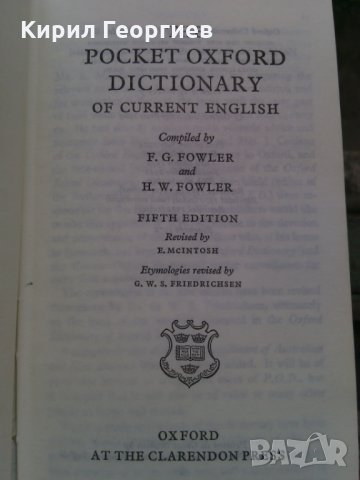 Кирил Георгиев
POCKET OXFORD
DICTIONARY
OF CURRENT ENGLISH
Compiled by
F. G. FOWLER
and
H. W. FOWLER
FIFTH EDITION
Revised by
E. MCINTOSH
Etymologies revised by
G. W. S. FRIEDRICHSEN
OXFORD
AT THE CLARENDON PRESS
BAZAR